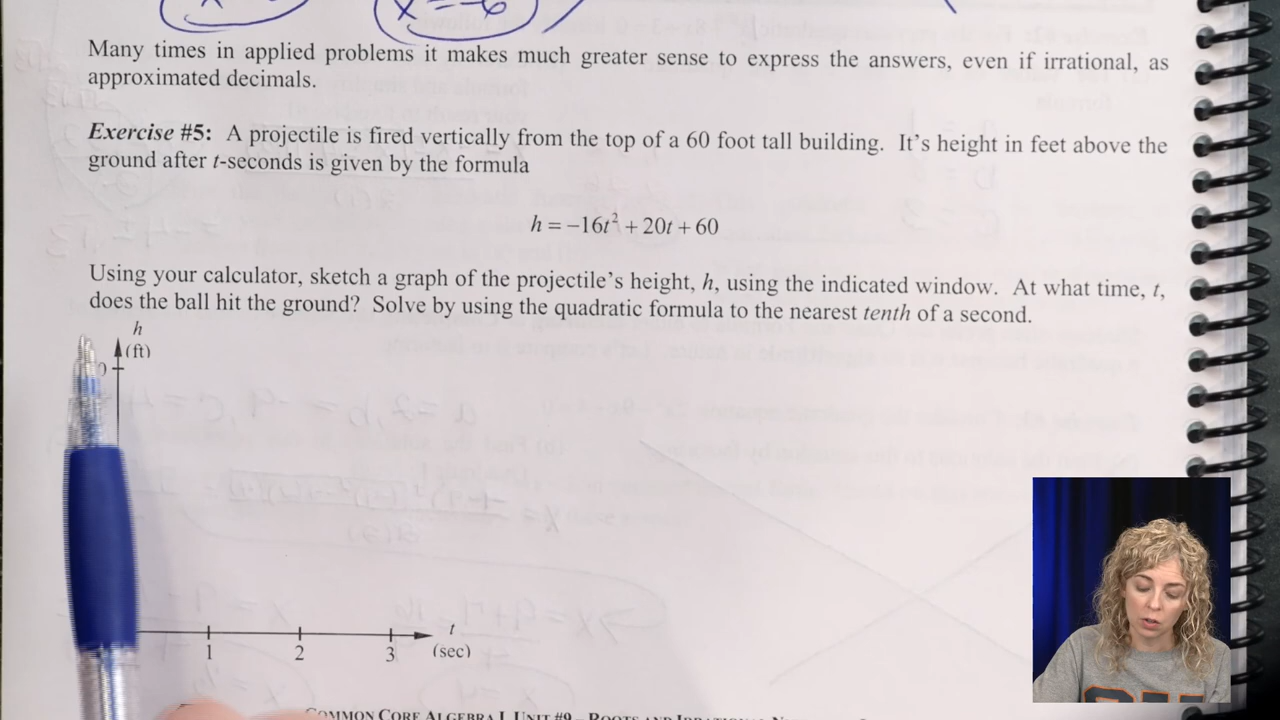 x = -6
Many times in applied problems it makes much greater sense to express the answers, even if irrational, as
approximated decimals.
Exercise #5: A projectile is fired vertically from the top of a 60 foot tall building. It's height in feet above the
ground after t-seconds is given by the formula
h = −16t² + 20t + 60
Using your calculator, sketch a graph of the projectile's height, h, using the indicated window. At what time, t,
does the ball hit the ground? Solve by using the quadratic formula to the nearest tenth of a second.
h
(ft)
t
1 2 3 (sec)
COMMON CORE ALGEBRA I, UNIT #9 – ROOTS AND